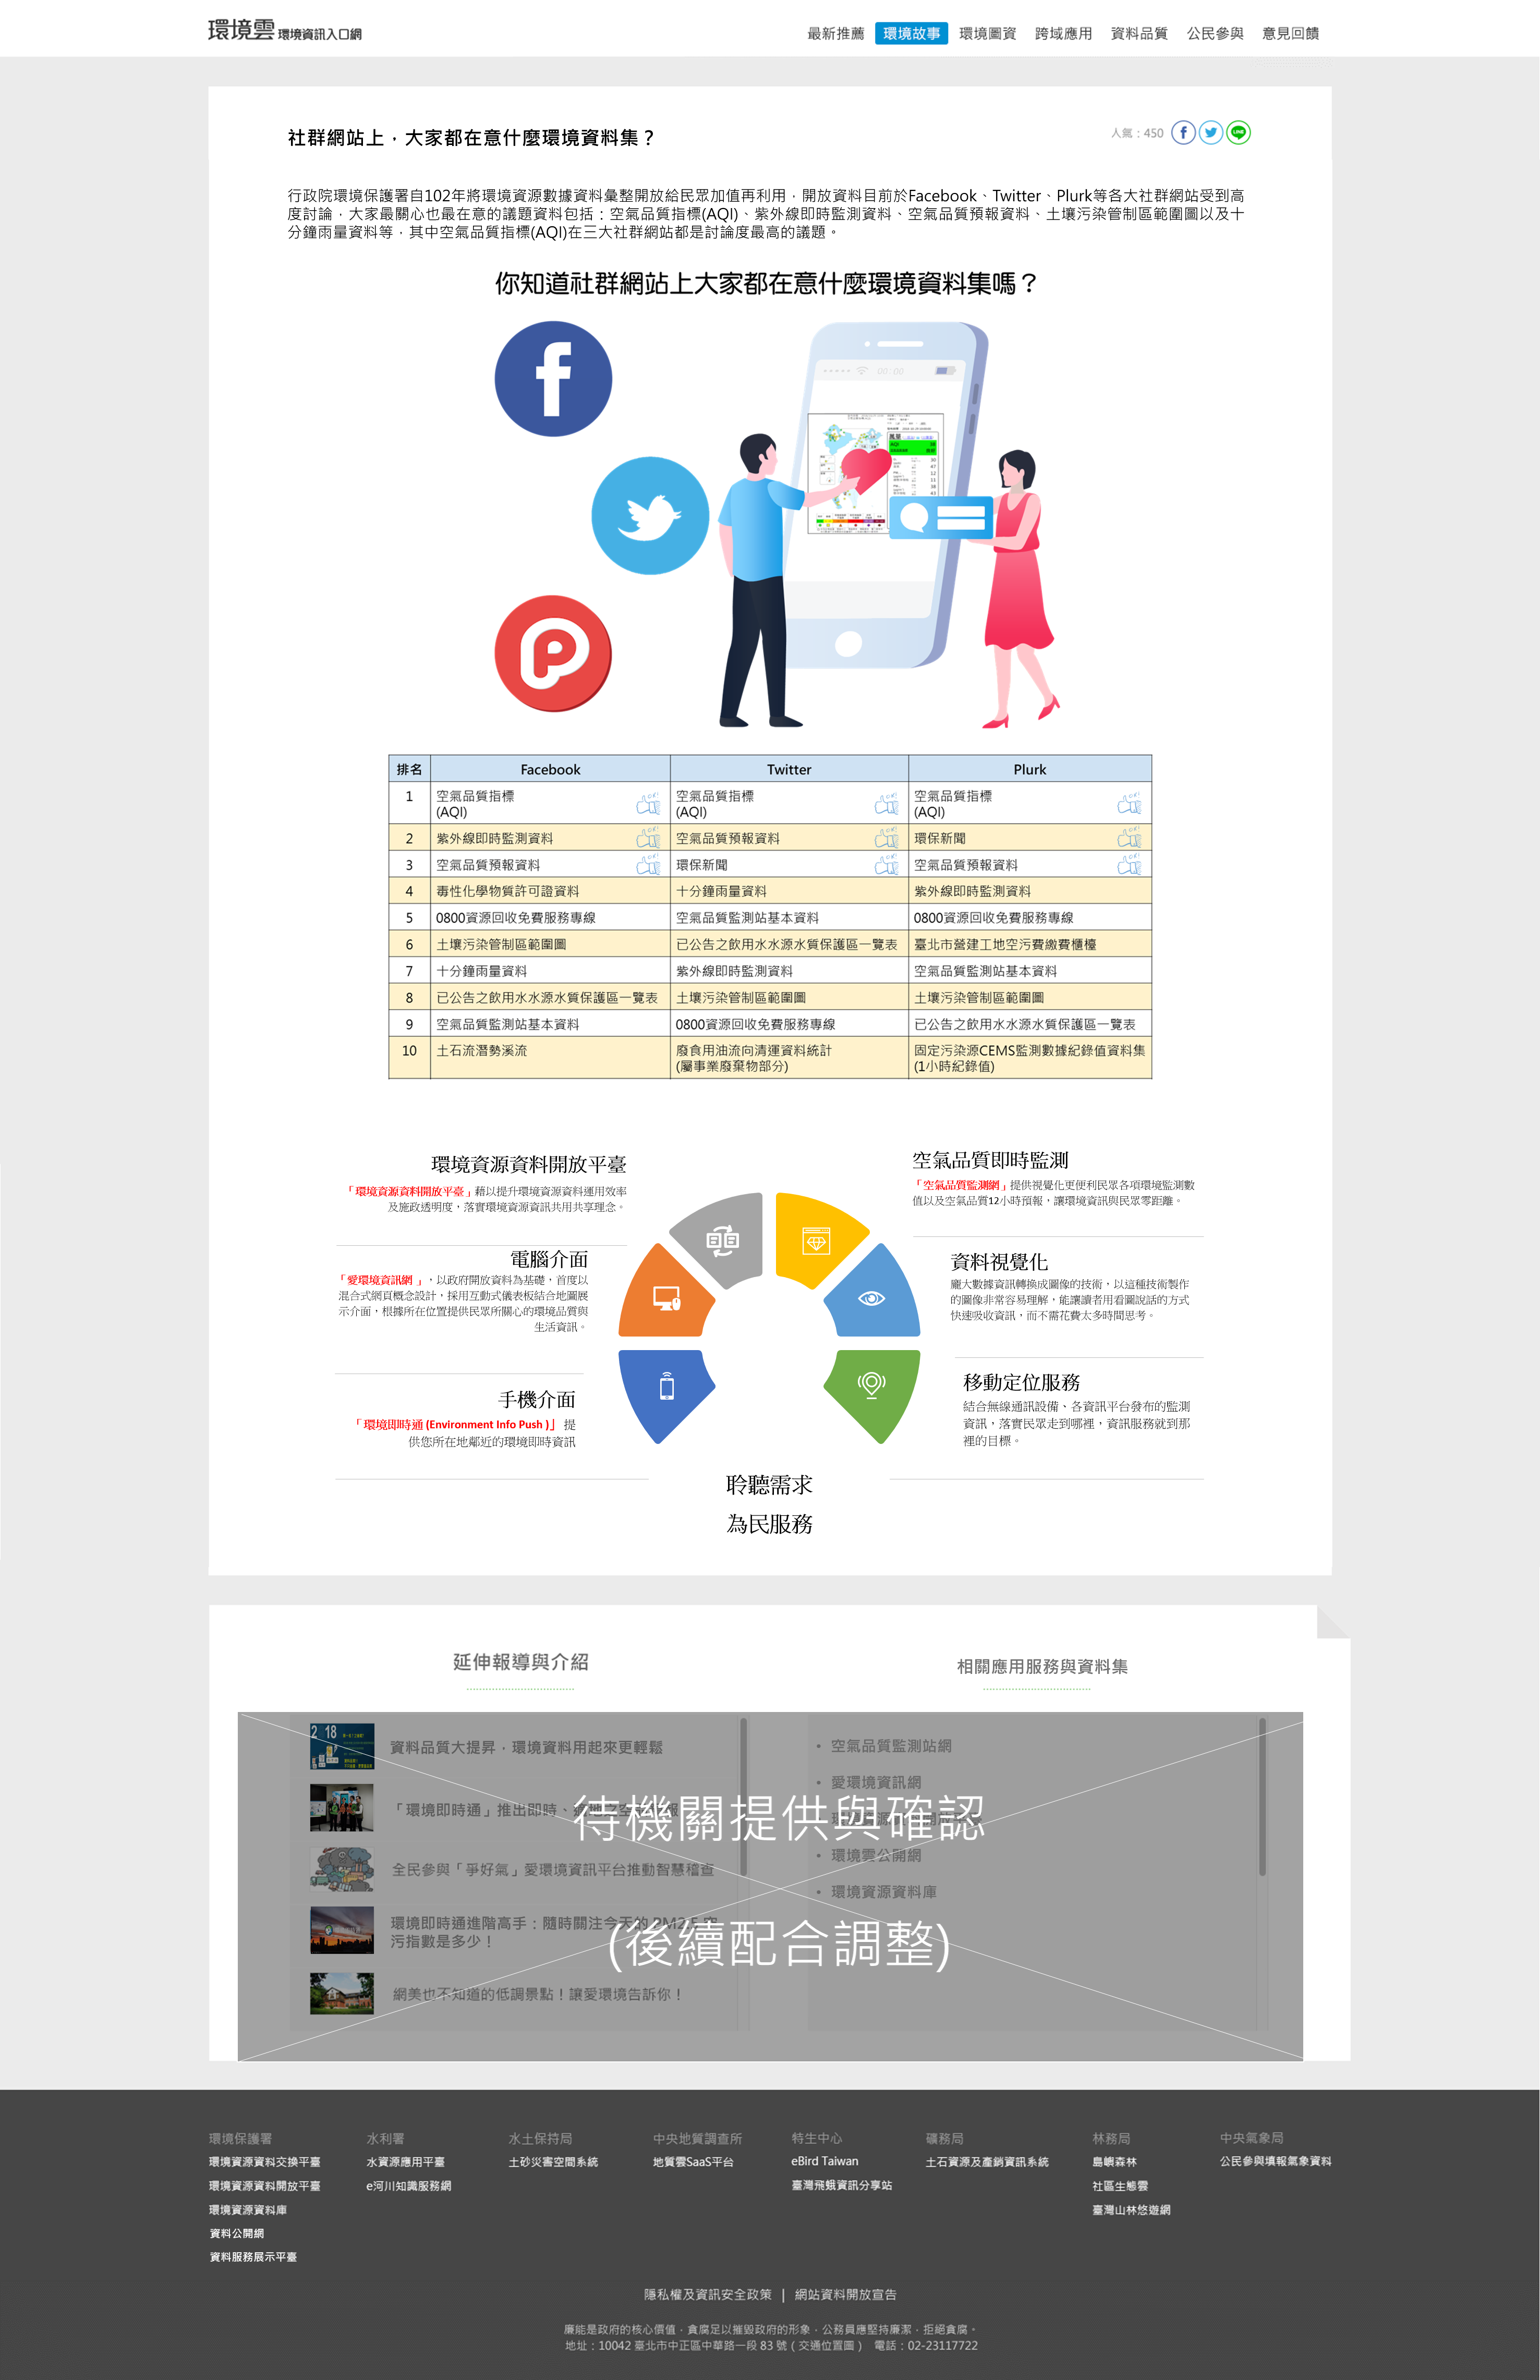 環境雲 環境資訊入口網
最新推薦 環境故事 環境圖資 跨域應用 資料品質 公民參與 意見回饋
社群網站上，大家都在意什麼環境資料集？
人氣：450
行政院環境保護署自102年將環境資源數據資料彙整開放給民眾加值再利用，開放資料目前於Facebook、Twitter、Plurk等各大社群網站受到高
度討論，大家最關心也最在意的議題資料包括：空氣品質指標(AQI)、紫外線即時監測資料、空氣品質預報資料、土壤污染管制區範圍圖以及十
分鐘雨量資料等，其中空氣品質指標(AQI)在三大社群網站都是討論度最高的議題。
你知道社群網站上大家都在意什麼環境資料集嗎？
00:00
排名 Facebook Twitter Plurk
1 空氣品質指標 空氣品質指標 空氣品質指標
(AQI) (AQI) (AQI)
2 紫外線即時監測資料 空氣品質預報資料 環保新聞
3 空氣品質預報資料 環保新聞 空氣品質預報資料
4 毒性化學物質許可證資料 十分鐘雨量資料 紫外線即時監測資料
5 0800資源回收免費服務專線 空氣品質監測站基本資料 0800資源回收免費服務專線
6 土壤污染管制區範圍圖 已公告之飲用水水源水質保護區一覽表 臺北市營建工地空污費繳費櫃檯
7 十分鐘雨量資料 紫外線即時監測資料 空氣品質監測站基本資料
8 已公告之飲用水水源水質保護區一覽表 土壤污染管制區範圍圖 土壤污染管制區範圍圖
9 空氣品質監測站基本資料 0800資源回收免費服務專線 已公告之飲用水水源水質保護區一覽表
10 土石流潛勢溪流 廢食用油流向清運資料統計 固定污染源CEMS監測數據紀錄值資料集
(屬事業廢棄物部分) (1小時紀錄值)
環境資源資料開放平臺
「環境資源資料開放平臺」藉以提升環境資源資料運用效率
及施政透明度，落實環境資源資訊共用共享理念。
電腦介面
「愛環境資訊網 」，以政府開放資料為基礎，首度以
混合式網頁概念設計，採用互動式儀表板結合地圖展
示介面，根據所在位置提供民眾所關心的環境品質與
生活資訊。
手機介面
「環境即時通 (Environment Info Push )」 提
供您所在地鄰近的環境即時資訊
空氣品質即時監測
「空氣品質監測網」提供視覺化更便利民眾各項環境監測數
值以及空氣品質12小時預報，讓環境資訊與民眾零距離。
資料視覺化
龐大數據資訊轉換成圖像的技術，以這種技術製作
的圖像非常容易理解，能讓讀者用看圖說話的方式
快速吸收資訊，而不需花費太多時間思考。
移動定位服務
結合無線通訊設備、各資訊平台發布的監測
資訊，落實民眾走到哪裡，資訊服務就到那
裡的目標。
聆聽需求
為民服務
延伸報導與介紹
相關應用服務與資料集
資料品質大提昇，環境資料用起來更輕鬆
「環境即時通」推出即時、
全民參與「爭好氣」愛環境資訊平台推動智慧稽查
環境即時通進階高手：隨時關注今天的 PM2.5 空
污指數是多少！
網美也不知道的低調景點！讓愛環境告訴你！
• 空氣品質監測站網
• 愛環境資訊網
• 環境雲公開網
• 環境資源資料庫
待機關提供與確認
(後續配合調整)
環境保護署
環境資源資料交換平臺
環境資源資料開放平臺
環境資源資料庫
資料公開網
資料服務展示平臺
水利署
水資源應用平臺
e河川知識服務網
水土保持局
土砂災害空間系統
中央地質調查所
地質雲SaaS平台
特生中心
eBird Taiwan
臺灣飛蛾資訊分享站
礦務局
土石資源及產銷資訊系統
林務局
島嶼森林
社區生態雲
臺灣山林悠遊網
中央氣象局
公民參與填報氣象資料
隱私權及資訊安全政策 | 網站資料開放宣告
廉能是政府的核心價值，貪腐足以摧毀政府的形象，公務員應堅持廉潔，拒絕貪腐。
地址：10042 臺北市中正區中華路一段 83 號 ( 交通位置圖 ) 電話：02-23117722